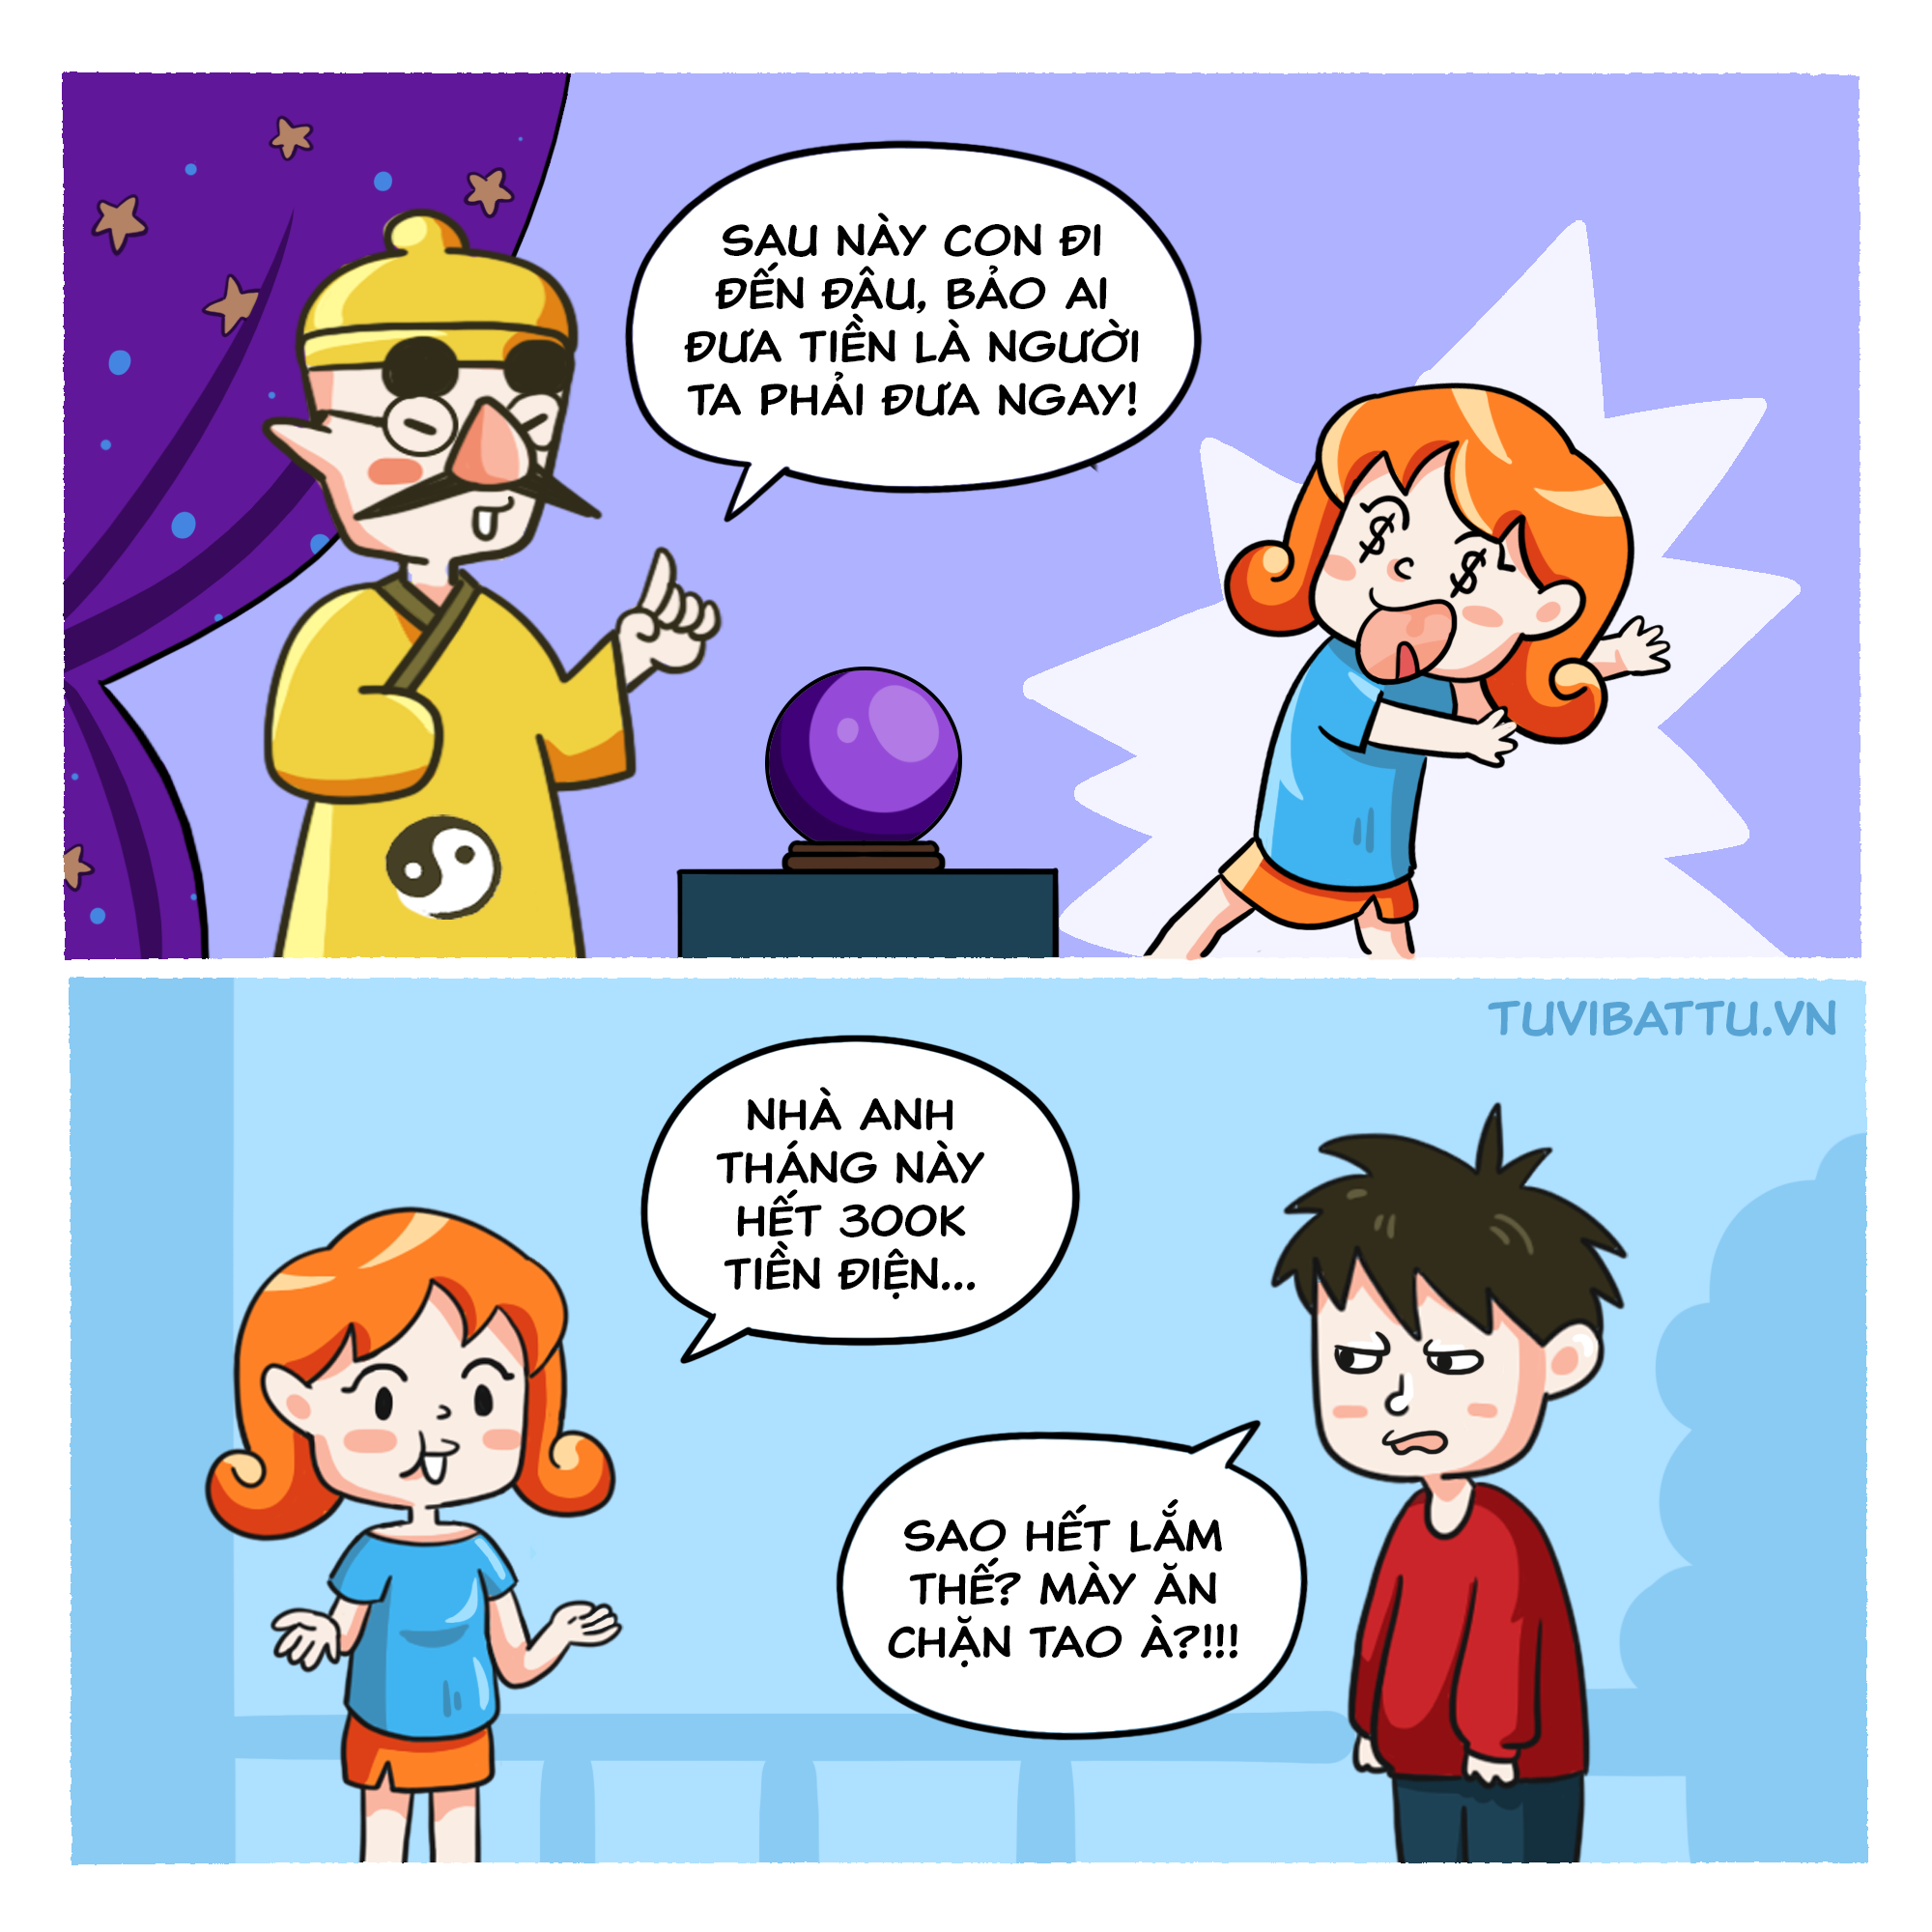 SAU NÀY CON ĐI
ĐẾN ĐÂU, BẢO AI
ĐƯA TIỀN LÀ NGƯỜI
TA PHẢI ĐƯA NGAY!
TUVIBATTU.VN
NHÀ ANH
THÁNG NÀY
HẾT 300K
TIỀN ĐIỆN...
SAO HẾT LẮM
THẾ? MÀY ĂN
CHẶN TAO À?!!!